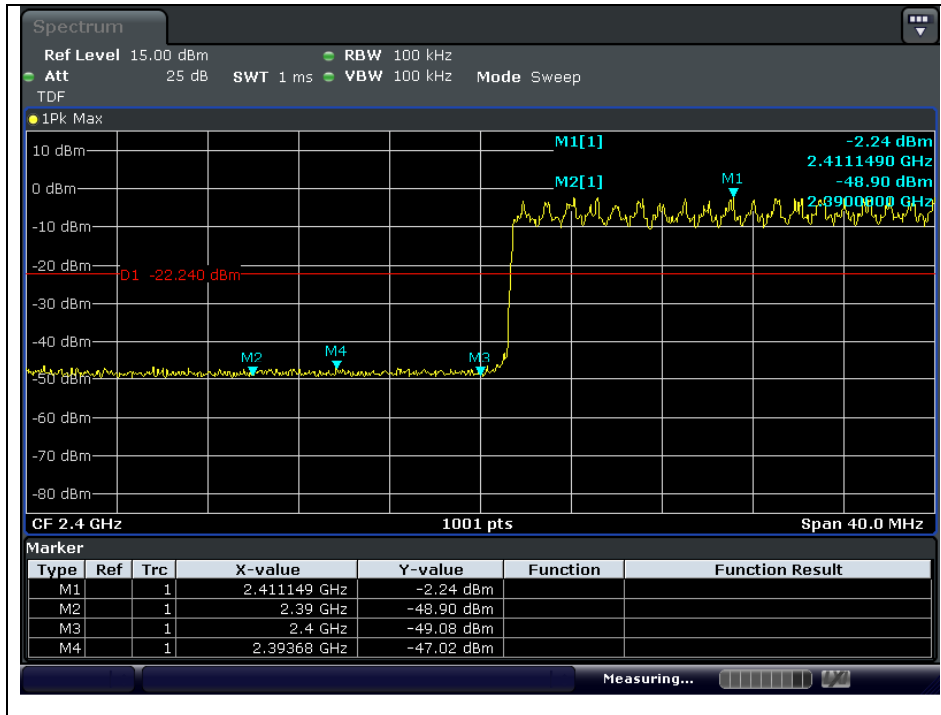 Spectrum
Ref Level 15.00 dBm RBW 100 kHz
Att 25 dB SWT 1 ms VBW 100 kHz Mode Sweep
TDF
1Pk Max
M1[1] -2.24 dBm
2.4111490 GHz
M2[1] -48.90 dBm
2.3900000 GHz
10 dBm
0 dBm
-10 dBm
-20 dBm
-30 dBm
-40 dBm
-50 dBm
-60 dBm
-70 dBm
-80 dBm
D1 -22.240 dBm
M1
M2
M4
M3
CF 2.4 GHz 1001 pts Span 40.0 MHz
Marker
Type Ref Trc X-value Y-value Function Function Result
M1 1 2.411149 GHz -2.24 dBm
M2 1 2.39 GHz -48.90 dBm
M3 1 2.4 GHz -49.08 dBm
M4 1 2.39368 GHz -47.02 dBm
Measuring...